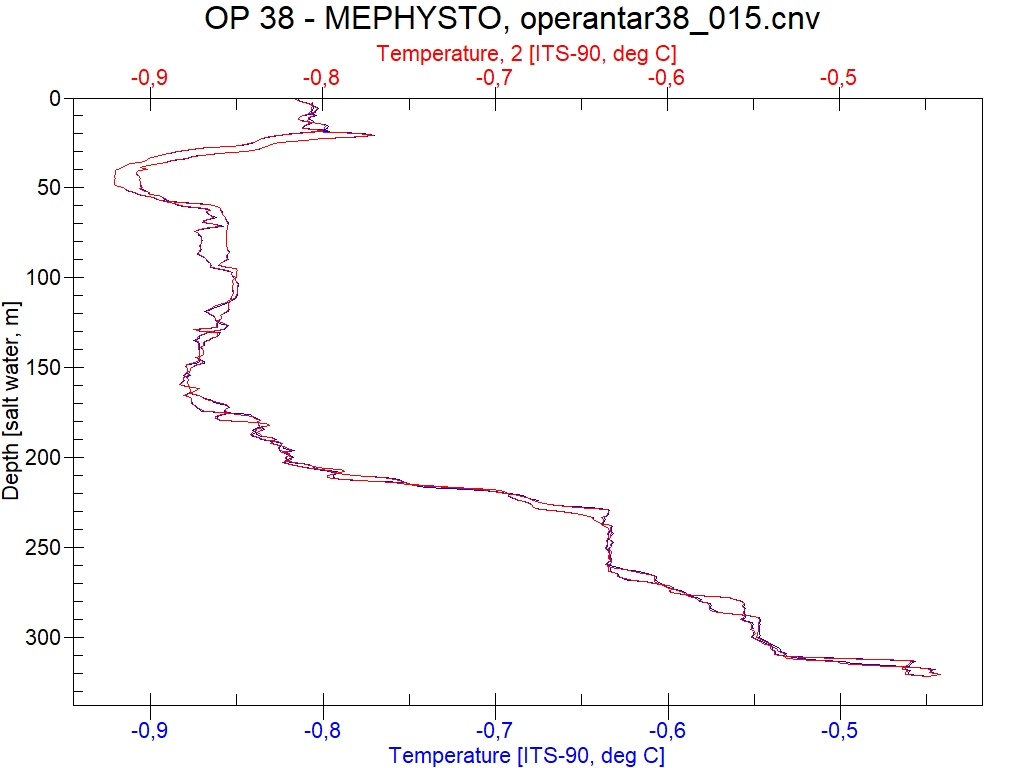 OP 38 - MEPHYSTO, operantar38_015.cnv
Temperature, 2 [ITS-90, deg C]
-0,9 -0,8 -0,7 -0,6 -0,5
0
50
100
150
200
250
300
Depth [salt water, m]
-0,9 -0,8 -0,7 -0,6 -0,5
Temperature [ITS-90, deg C]